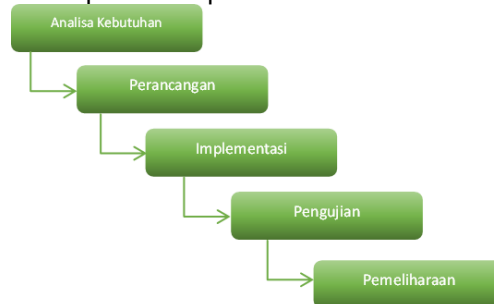 Analisa Kebutuhan
Perancangan
Implementasi
Pengujian
Pemeliharaan